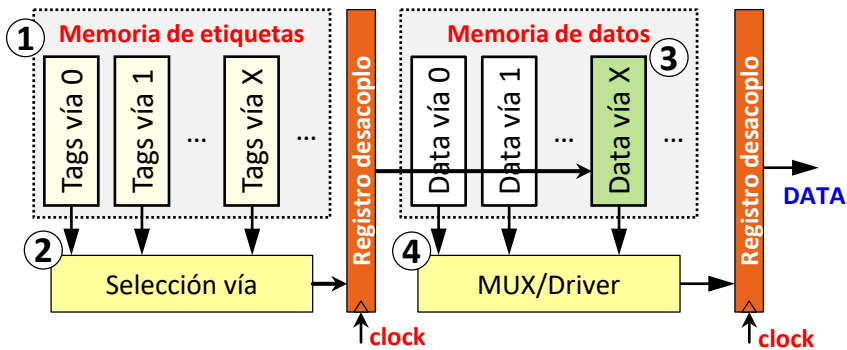 1
Memoria de etiquetas
Tags vía 0
Tags vía 1
...
Tags vía X
...
2
Selección vía
Registro desacoplo
clock
Memoria de datos
3
Data vía 0
Data vía 1
...
Data vía X
...
4
MUX/Driver
Registro desacoplo
clock
DATA